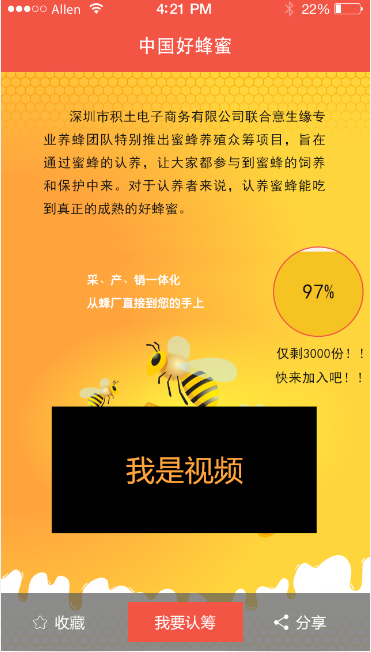 Allen 4:21 PM 22%
中国好蜂蜜
深圳市积土电子商务有限公司联合意生缘专
业养蜂团队特别推出蜜蜂养殖众筹项目，旨在
通过蜜蜂的认养，让大家都参与到蜜蜂的饲养
和保护中来。对于认养者来说，认养蜜蜂能吃
到真正的成熟的好蜂蜜。
采、产、销一体化
从蜂厂直接到您的手上
97%
仅剩3000份！！
快来加入吧！！
我是视频
收藏 我要认筹 分享